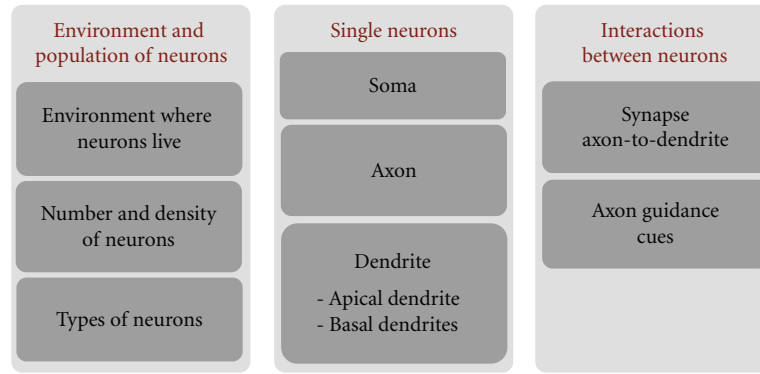 Environment and
population of neurons
Environment where
neurons live
Number and density
of neurons
Types of neurons
Single neurons
Soma
Axon
Dendrite
- Apical dendrite
- Basal dendrites
Interactions
between neurons
Synapse
axon-to-dendrite
Axon guidance
cues